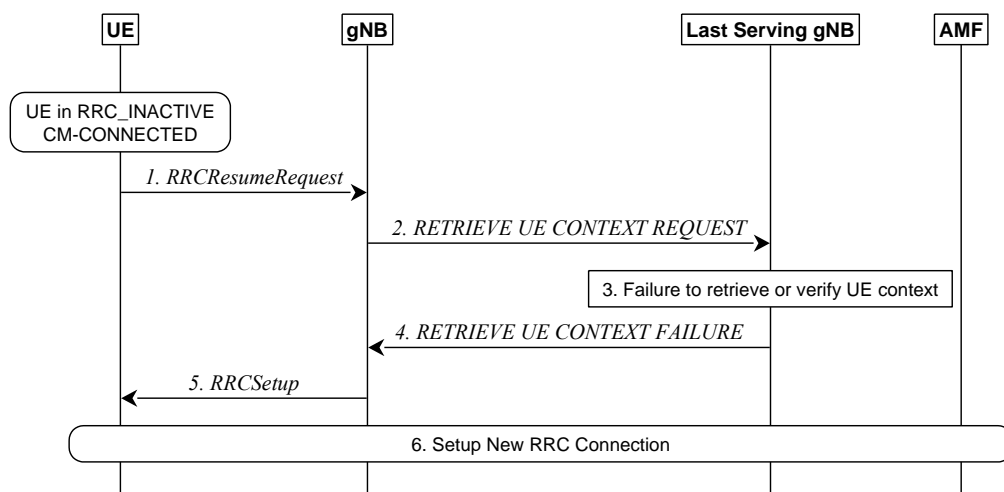 UE gNB Last Serving gNB AMF
UE in RRC_INACTIVE
CM-CONNECTED
1. RRCResumeRequest
2. RETRIEVE UE CONTEXT REQUEST
3. Failure to retrieve or verify UE context
4. RETRIEVE UE CONTEXT FAILURE
5. RRCSetup
6. Setup New RRC Connection